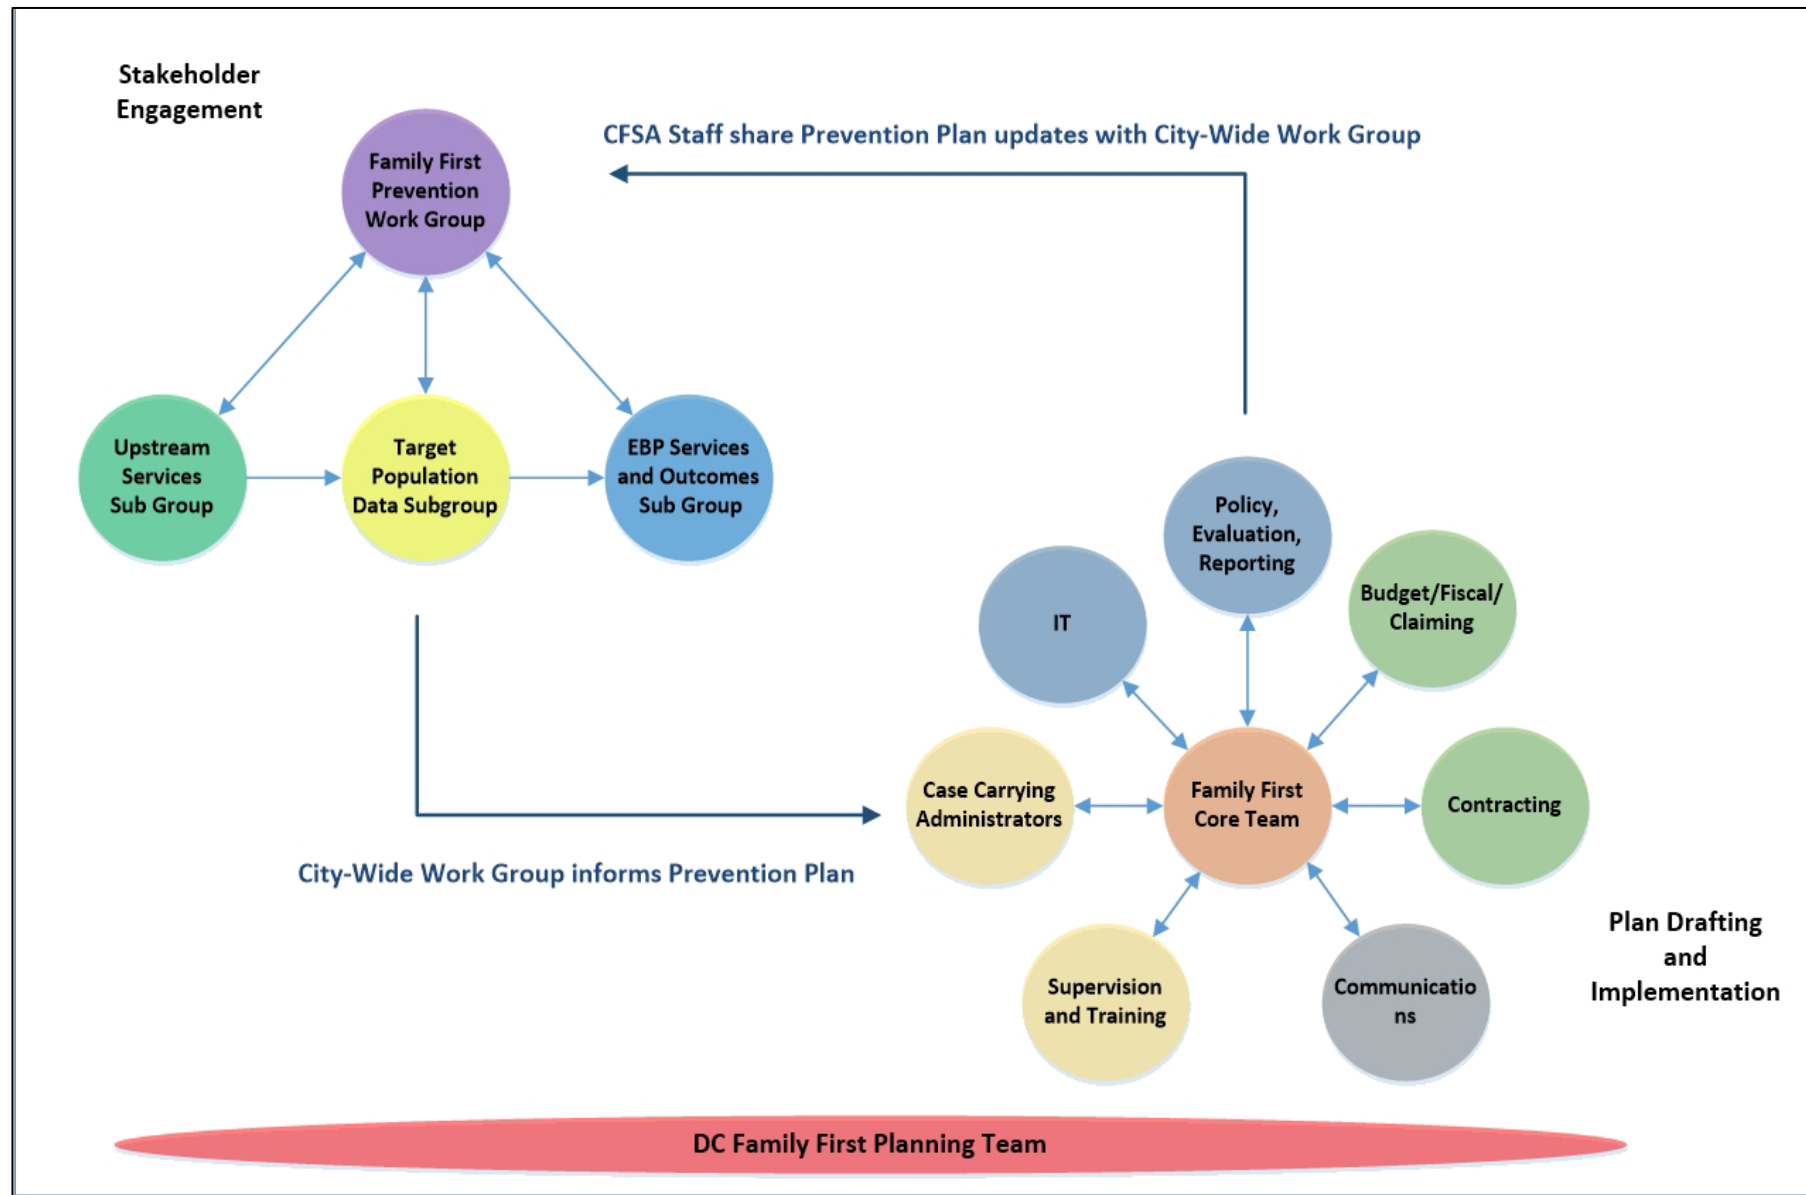 Stakeholder
Engagement
Family First
Prevention
Work Group
CFSA Staff share Prevention Plan updates with City-Wide Work Group
Upstream
Services
Sub Group
Target
Population
Data Subgroup
EBP Services
and Outcomes
Sub Group
Policy,
Evaluation,
Reporting
IT
Budget/Fiscal/
Claiming
Case Carrying
Administrators
Family First
Core Team
Contracting
City-Wide Work Group informs Prevention Plan
Supervision
and Training
Communicatio
ns
Plan Drafting
and
Implementation
DC Family First Planning Team